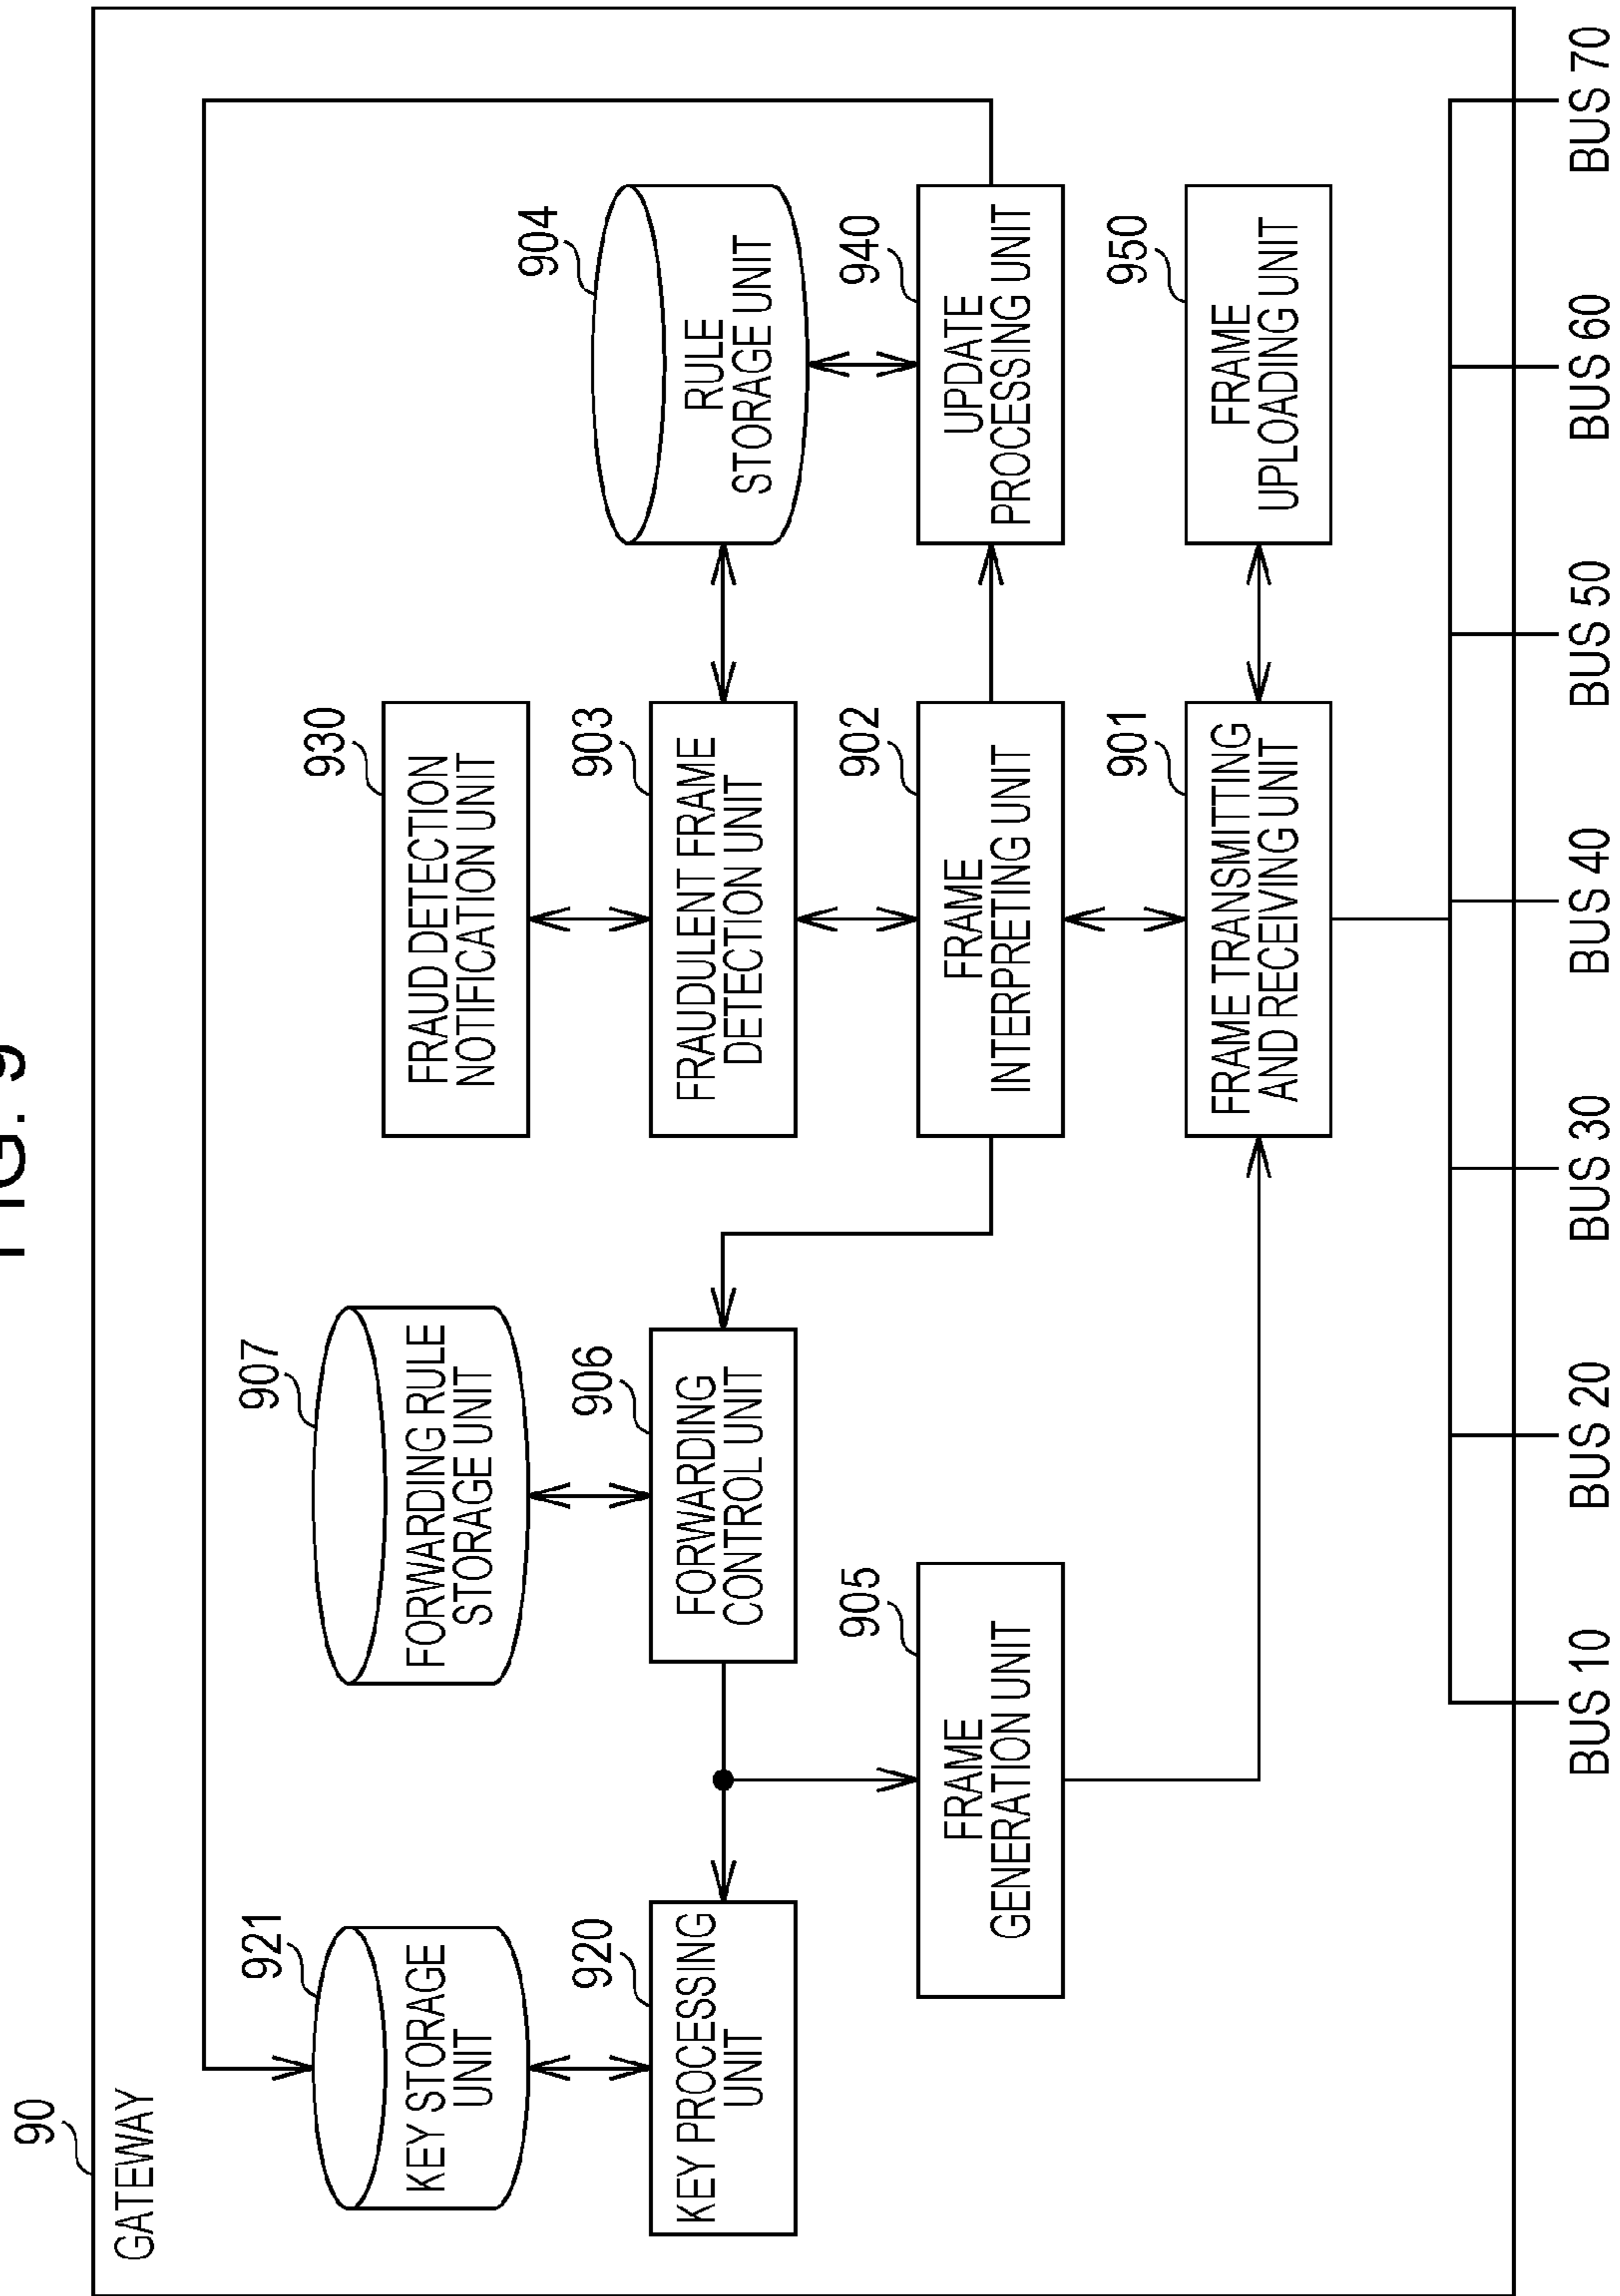 FIG. 9
90
GATEWAY
921
KEY STORAGE
UNIT
920
KEY PROCESSING
UNIT
907
FORWARDING RULE
STORAGE UNIT
906
FORWARDING
CONTROL UNIT
905
FRAME
GENERATION UNIT
930
FRAUD DETECTION
NOTIFICATION UNIT
903
FRAUDULENT FRAME
DETECTION UNIT
902
FRAME
INTERPRETING UNIT
901
FRAME TRANSMITTING
AND RECEIVING UNIT
904
RULE
STORAGE UNIT
940
UPDATE
PROCESSING UNIT
950
FRAME
UPLOADING UNIT
BUS 10
BUS 20
BUS 30
BUS 40
BUS 50
BUS 60
BUS 70